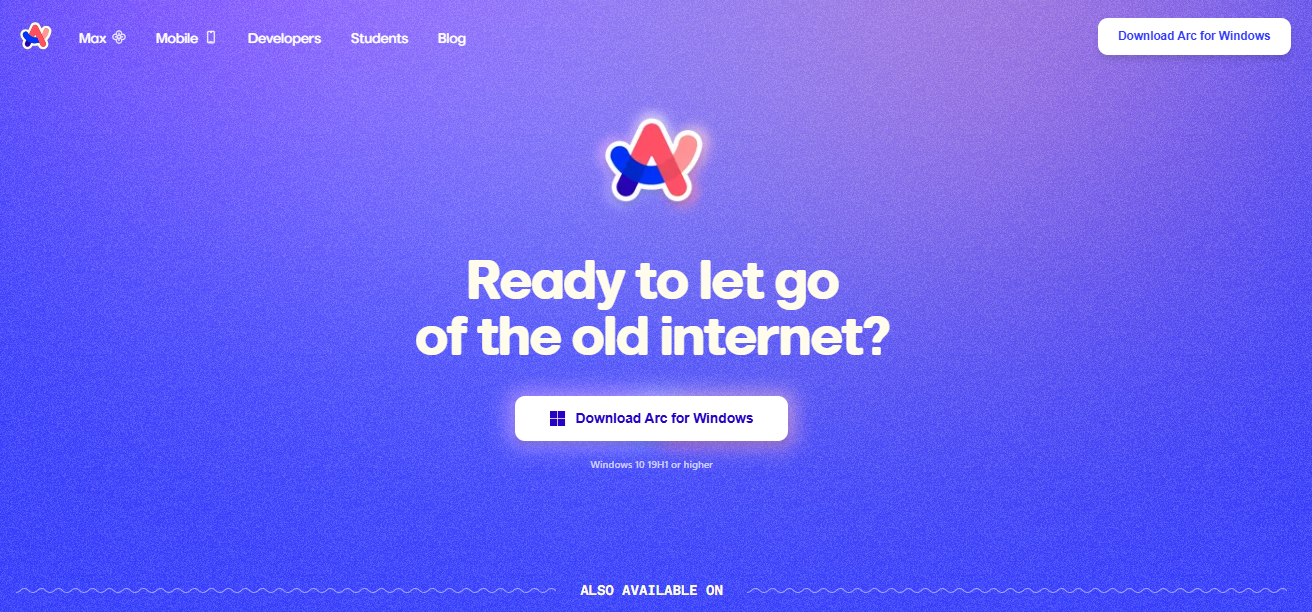 Max
Mobile
Developers
Students
Blog
Download Arc for Windows
Ready to let go
of the old internet?
Download Arc for Windows
Windows 10 19H1 or higher
ALSO AVAILABLE ON